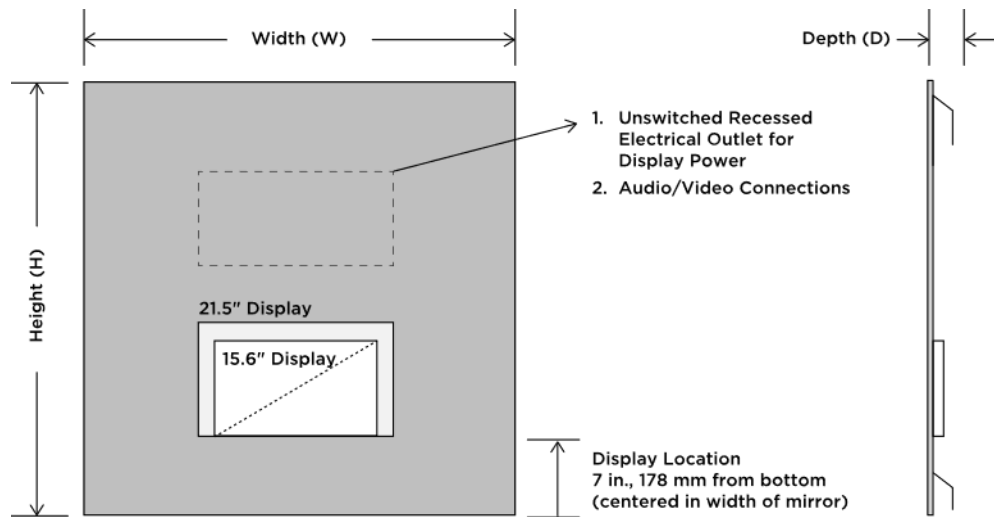 Width (W)
Depth (D)
1. Unswitched Recessed
Electrical Outlet for
Display Power
2. Audio/Video Connections
Height (H)
21.5" Display
15.6" Display
Display Location
7 in., 178 mm from bottom
(centered in width of mirror)